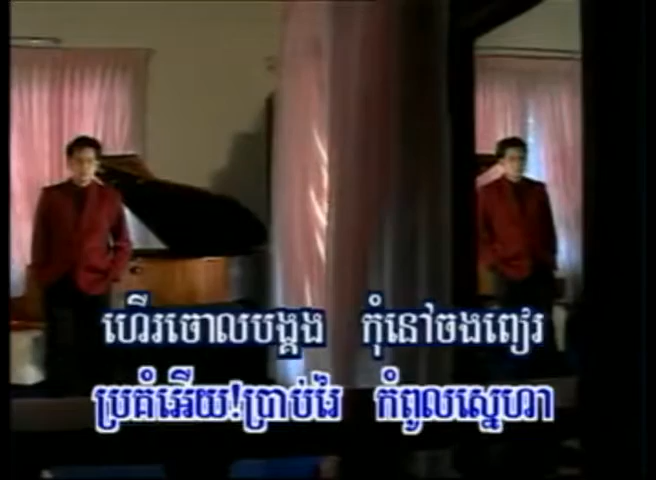 ហើរចោលបង្គង កុំនៅចងពៀរ
ប្រគំអើយ!ប្រាប់រៃ កំពូលស្នេហា